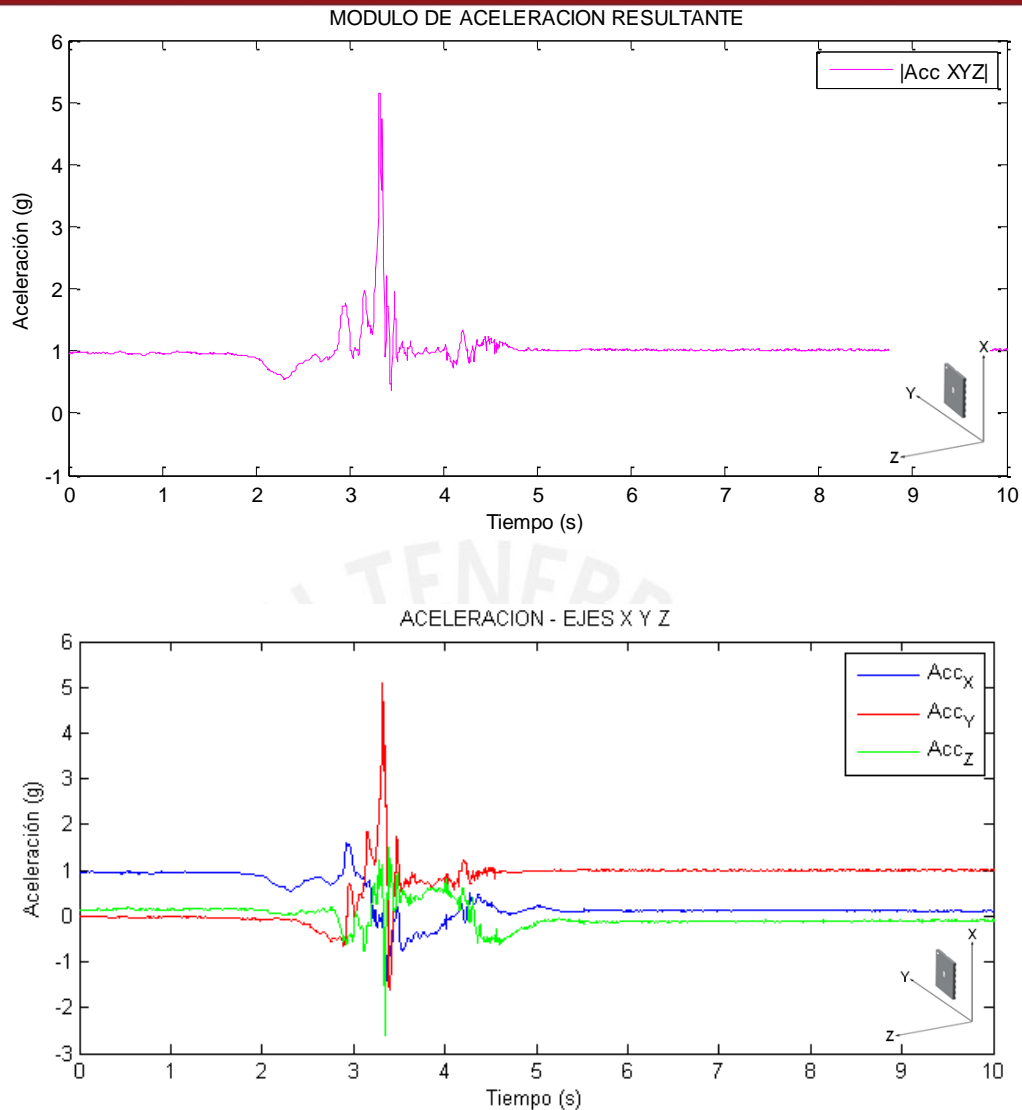 MODULO DE ACELERACION RESULTANTE
6
5
4
3
2
1
0
-1
Aceleración (g)
|Acc XYZ|
X
Y
Z
0 1 2 3 4 5 6 7 8 9 10
Tiempo (s)
TENEBR
ACELERACION - EJES X Y Z
6
5
4
3
2
1
0
-1
-2
-3
Aceleración (g)
Acc_X
Acc_Y
Acc_Z
X
Y
Z
0 1 2 3 4 5 6 7 8 9 10
Tiempo (s)